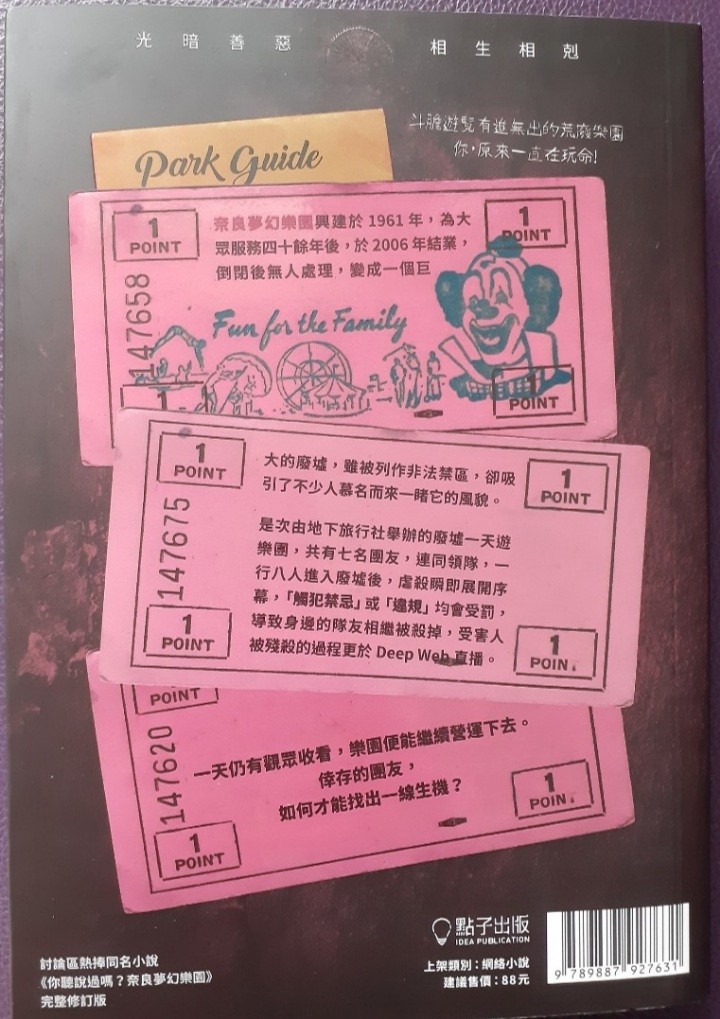 光暗善惡 相生相剋
斗膽遊覽有進無出的荒廢樂園
你，原來一直在玩命！
Park Guide
1 POINT
1 POINT
奈良夢幻樂園興建於 1961 年，為大
眾服務四十餘年後，於 2006 年結業，
倒閉後無人處理，變成一個巨
147658
Fun for the Family
1
1 POINT
1 POINT
1 POINT
大的廢墟，雖被列作非法禁區，卻吸
引了不少人慕名而來一睹它的風貌。
147675
是次由地下旅行社舉辦的廢墟一天遊
樂團，共有七名團友，連同領隊，一
行八人進入廢墟後，虐殺瞬即展開序
幕，「觸犯禁忌」或「違規」均會受罰，
導致身邊的隊友相繼被殺掉，受害人
被殘殺的過程更於 Deep Web 直播。
1 POINT
1 POIN
POINT
147620
一天仍有觀眾收看，樂園便能繼續營運下去。
倖存的團友，
如何才能找出一線生機？
1 POINT
1 POIN
點子出版
IDEA PUBLICATION
討論區熱捧同名小說
《你聽說過嗎？奈良夢幻樂園》
完整修訂版
上架類別：網絡小說
建議售價：88元
9 789887 927631